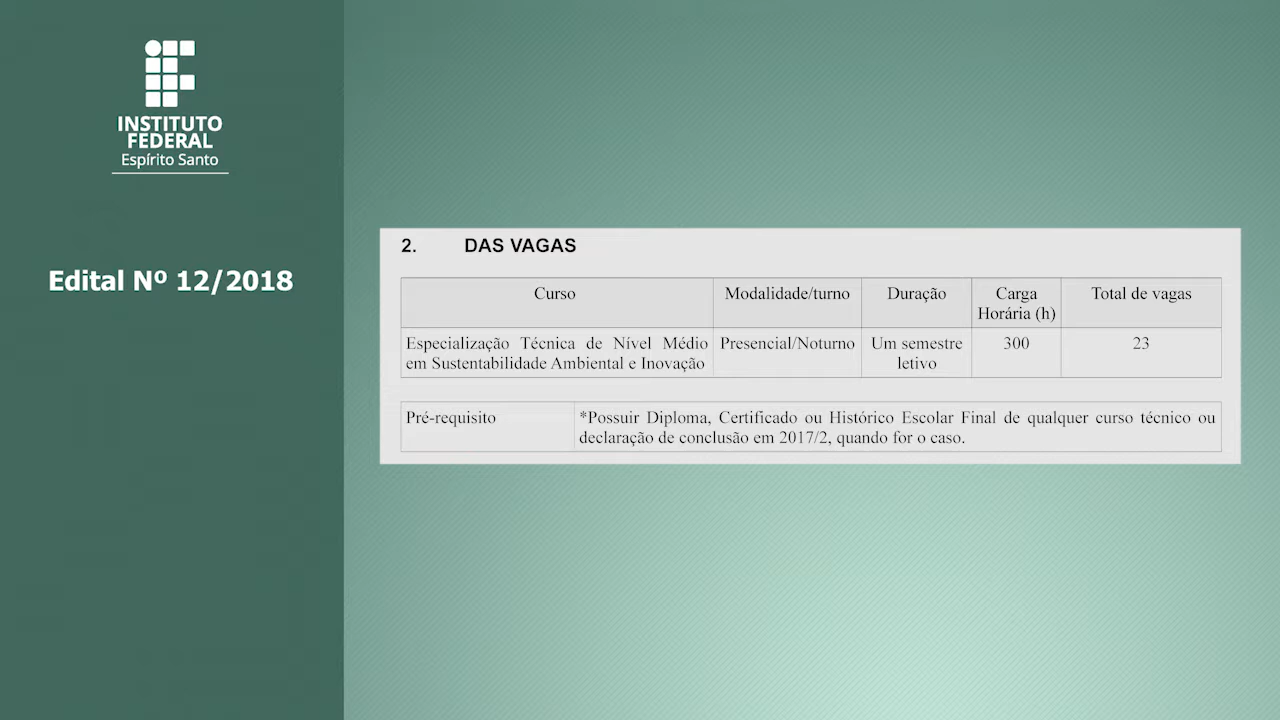 INSTITUTO
FEDERAL
Espírito Santo
Edital Nº 12/2018
2. DAS VAGAS
Curso Modalidade/turno Duração Carga Horária (h) Total de vagas
Especialização Técnica de Nível Médio em Sustentabilidade Ambiental e Inovação Presencial/Noturno Um semestre letivo 300 23
Pré-requisito *Possuir Diploma, Certificado ou Histórico Escolar Final de qualquer curso técnico ou
declaração de conclusão em 2017/2, quando for o caso.